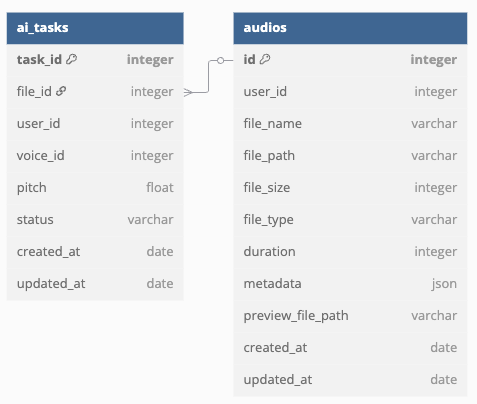 ai_tasks
task_id integer
file_id integer
user_id integer
voice_id integer
pitch float
status varchar
created_at date
updated_at date
audios
id integer
user_id integer
file_name varchar
file_path varchar
file_size integer
file_type varchar
duration integer
metadata json
preview_file_path varchar
created_at date
updated_at date